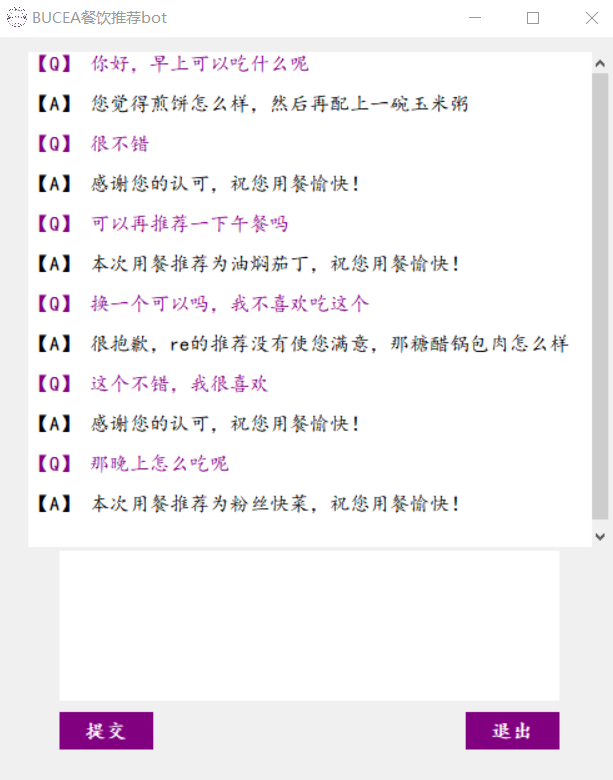 BUCEA餐饮推荐bot
【Q】 你好，早上可以吃什么呢
【A】 您觉得煎饼怎么样，然后再配上一碗玉米粥
【Q】 很不错
【A】 感谢您的认可，祝您用餐愉快！
【Q】 可以再推荐一下午餐吗
【A】 本次用餐推荐为油焖茄丁，祝您用餐愉快！
【Q】 换一个可以吗，我不喜欢吃这个
【A】 很抱歉，re的推荐没有使您满意，那糖醋锅包肉怎么样
【Q】 这个不错，我很喜欢
【A】 感谢您的认可，祝您用餐愉快！
【Q】 那晚上怎么吃呢
【A】 本次用餐推荐为粉丝快菜，祝您用餐愉快！
提交
退出